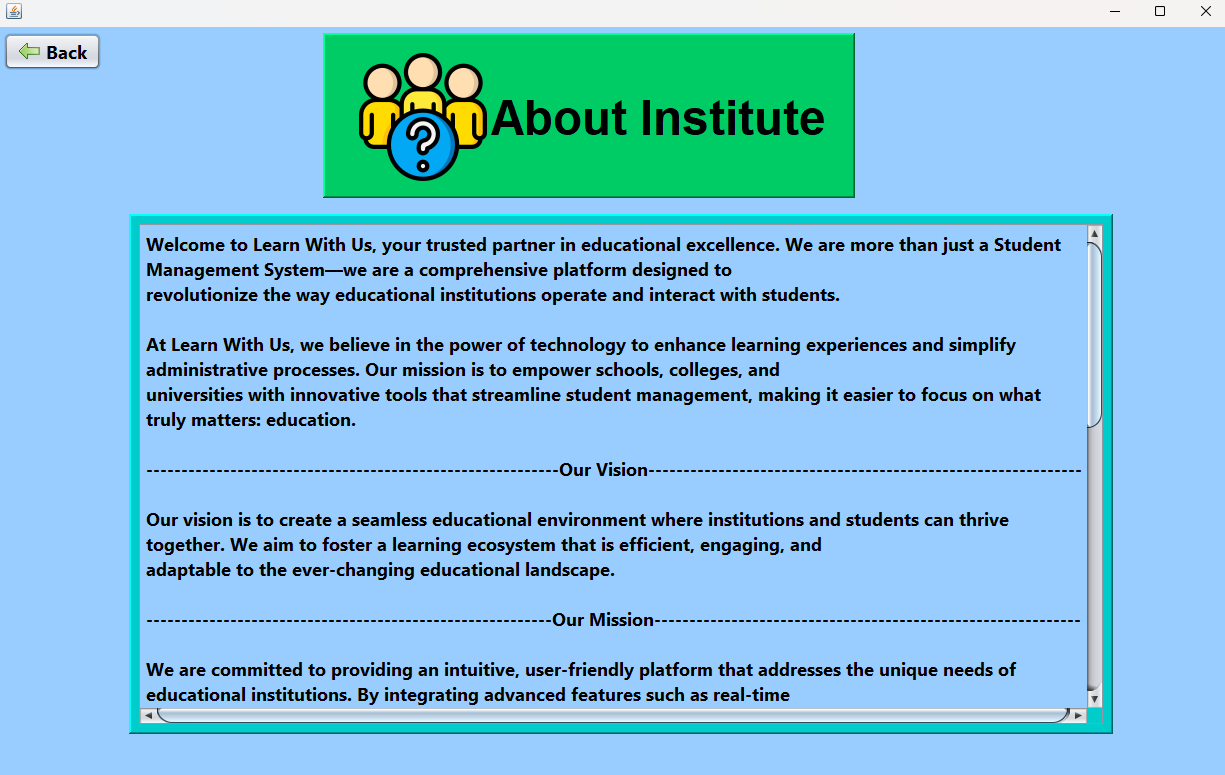 Back
?
About Institute
Welcome to Learn With Us, your trusted partner in educational excellence. We are more than just a Student
Management System—we are a comprehensive platform designed to
revolutionize the way educational institutions operate and interact with students.
At Learn With Us, we believe in the power of technology to enhance learning experiences and simplify
administrative processes. Our mission is to empower schools, colleges, and
universities with innovative tools that streamline student management, making it easier to focus on what
truly matters: education.
-----------------------------------------------------------Our Vision--------------------------------------------------------------
Our vision is to create a seamless educational environment where institutions and students can thrive
together. We aim to foster a learning ecosystem that is efficient, engaging, and
adaptable to the ever-changing educational landscape.
----------------------------------------------------------Our Mission-------------------------------------------------------------
We are committed to providing an intuitive, user-friendly platform that addresses the unique needs of
educational institutions. By integrating advanced features such as real-time